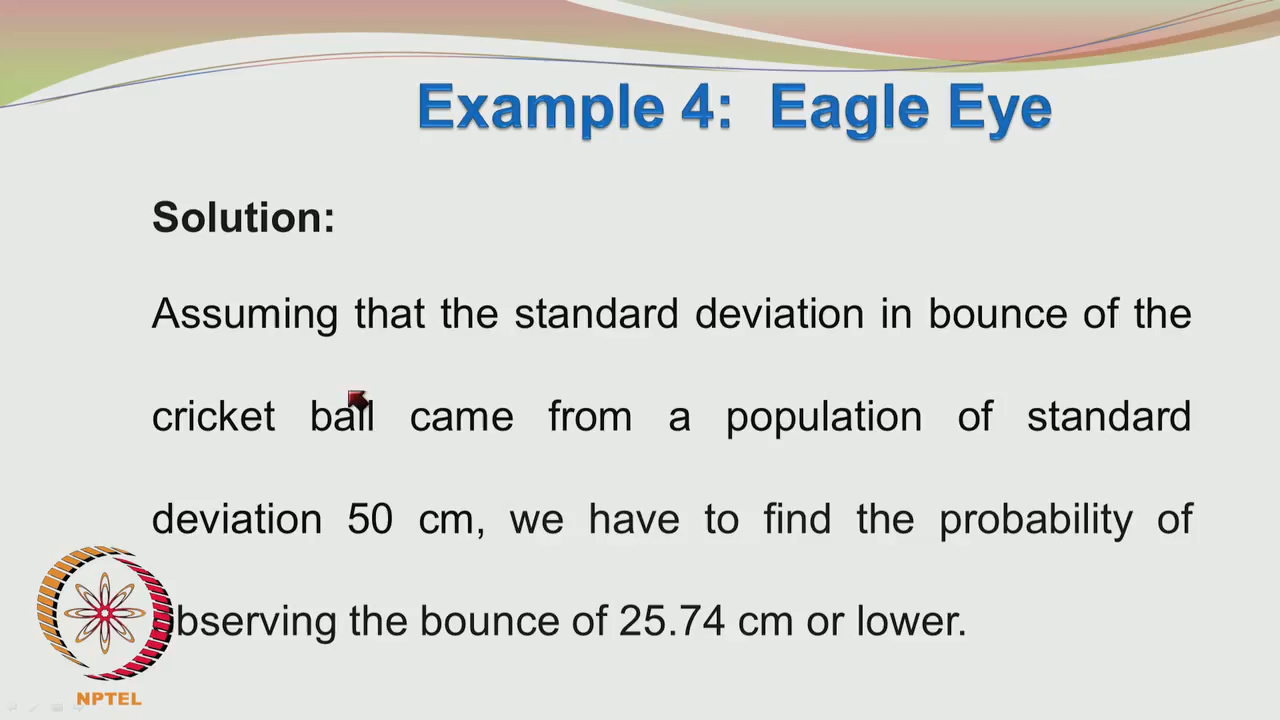 Example 4: Eagle Eye
Solution:
Assuming that the standard deviation in bounce of the
cricket ball came from a population of standard
deviation 50 cm, we have to find the probability of
observing the bounce of 25.74 cm or lower.
NPTEL